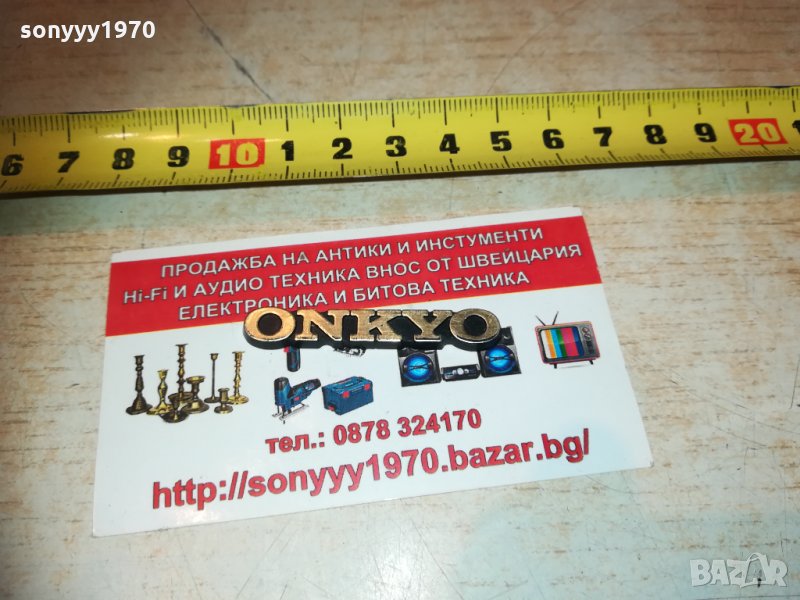 sonyyy1970
6 7 8 9 10 1 2 3 4 5 6 7 8 9 20
ПРОДАЖБА НА АНТИКИ И ИНСТУМЕНТИ
Hi-Fi И АУДИО ТЕХНИКА ВНОС ОТ ШВЕЙЦАРИЯ
ЕЛЕКТРОНИКА И БИТОВА ТЕХНИКА
ONKYO
тел.: 0878 324170
http://sonyyy1970.bazar.bg/
BAZAR